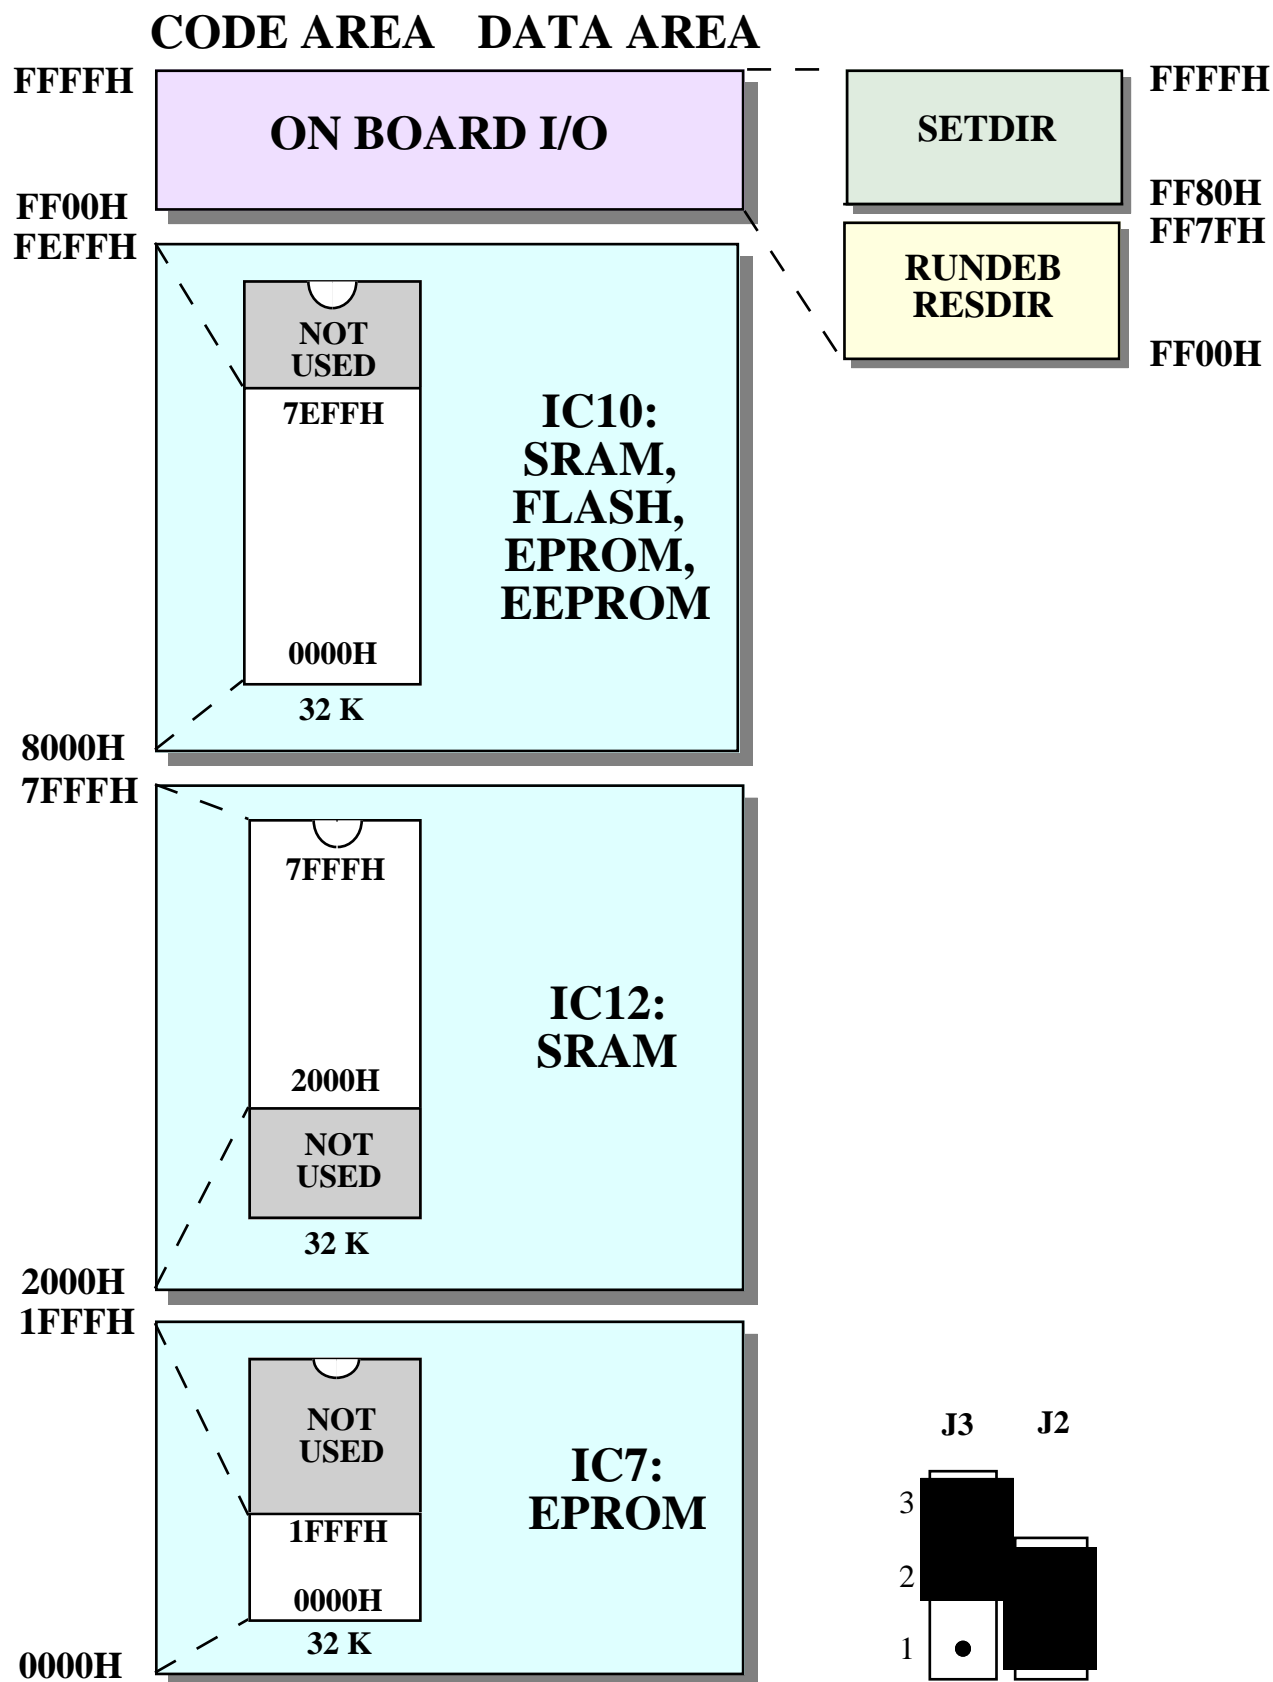 CODE AREA DATA AREA
FFFFH
ON BOARD I/O
FF00H
FFFFH
SETDIR
FF80H
FF7FH
RUNDEB
RESDIR
FF00H
FEFFH
NOT
USED
7EFFH
0000H
32 K
IC10:
SRAM,
FLASH,
EPROM,
EEPROM
8000H
7FFFH
7FFFH
2000H
NOT
USED
32 K
IC12:
SRAM
2000H
1FFFH
NOT
USED
1FFFH
0000H
32 K
IC7:
EPROM
0000H
J3 J2
3
2
1